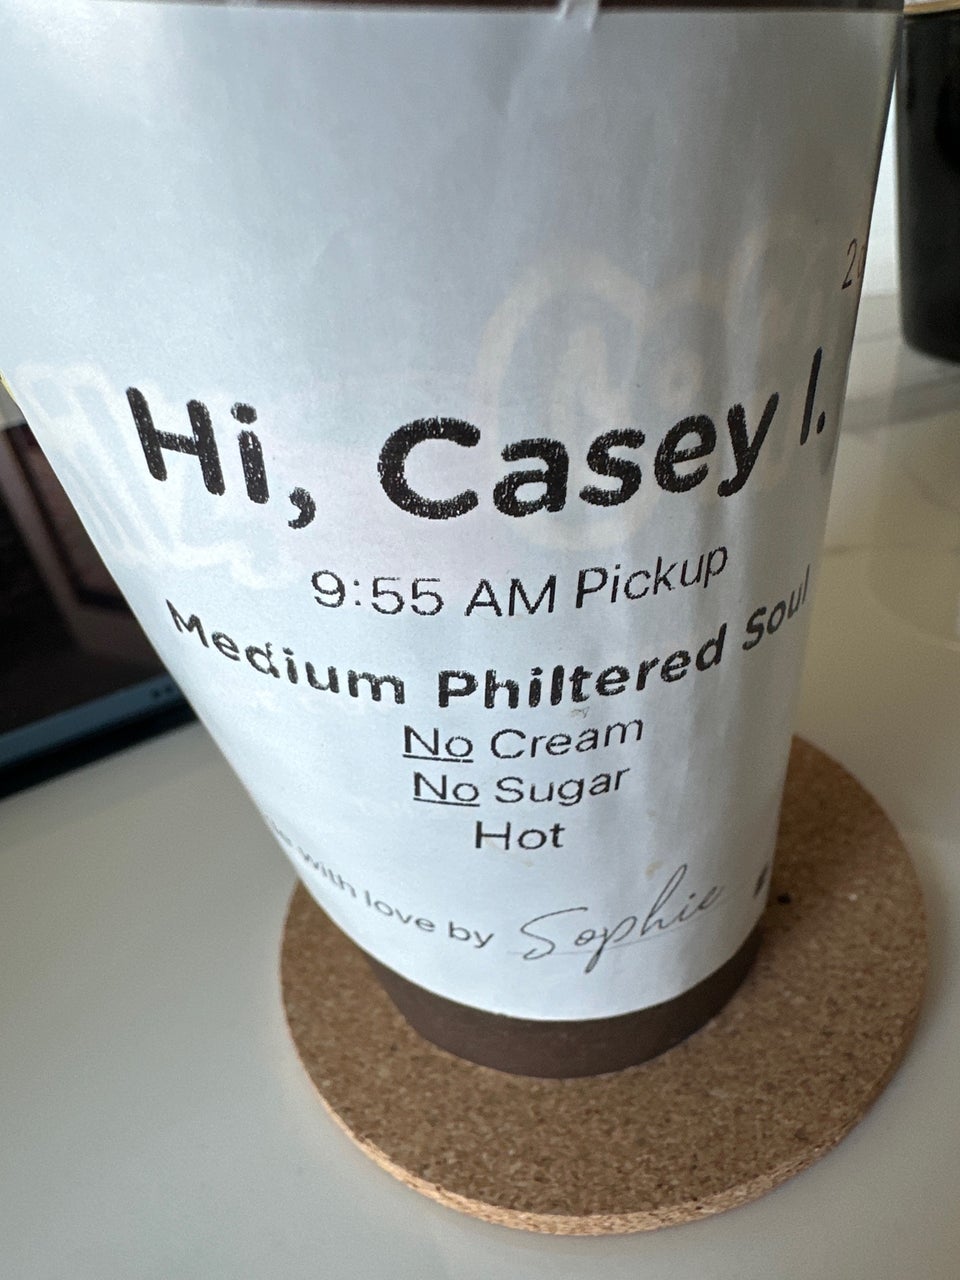 Hi, Casey I.
9:55 AM Pickup
Medium Philtered Soul
No Cream
No Sugar
Hot
with love by Sophie